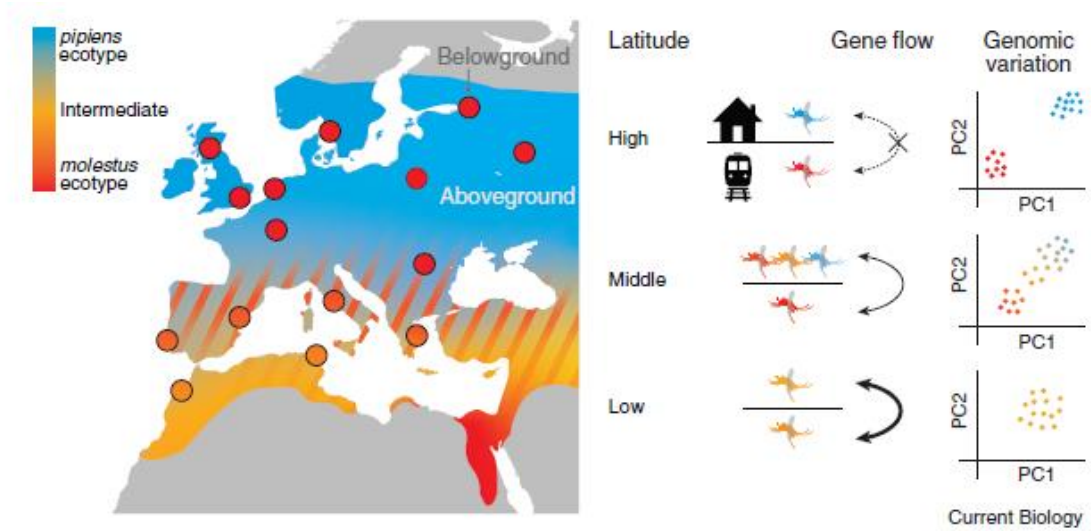 pipiens
ecotype
Intermediate
molestus
ecotype
Belowground
Aboveground
Latitude
Gene flow
Genomic
variation
High
PC2
PC1
Middle
PC2
PC1
Low
PC2
PC1
Current Biology